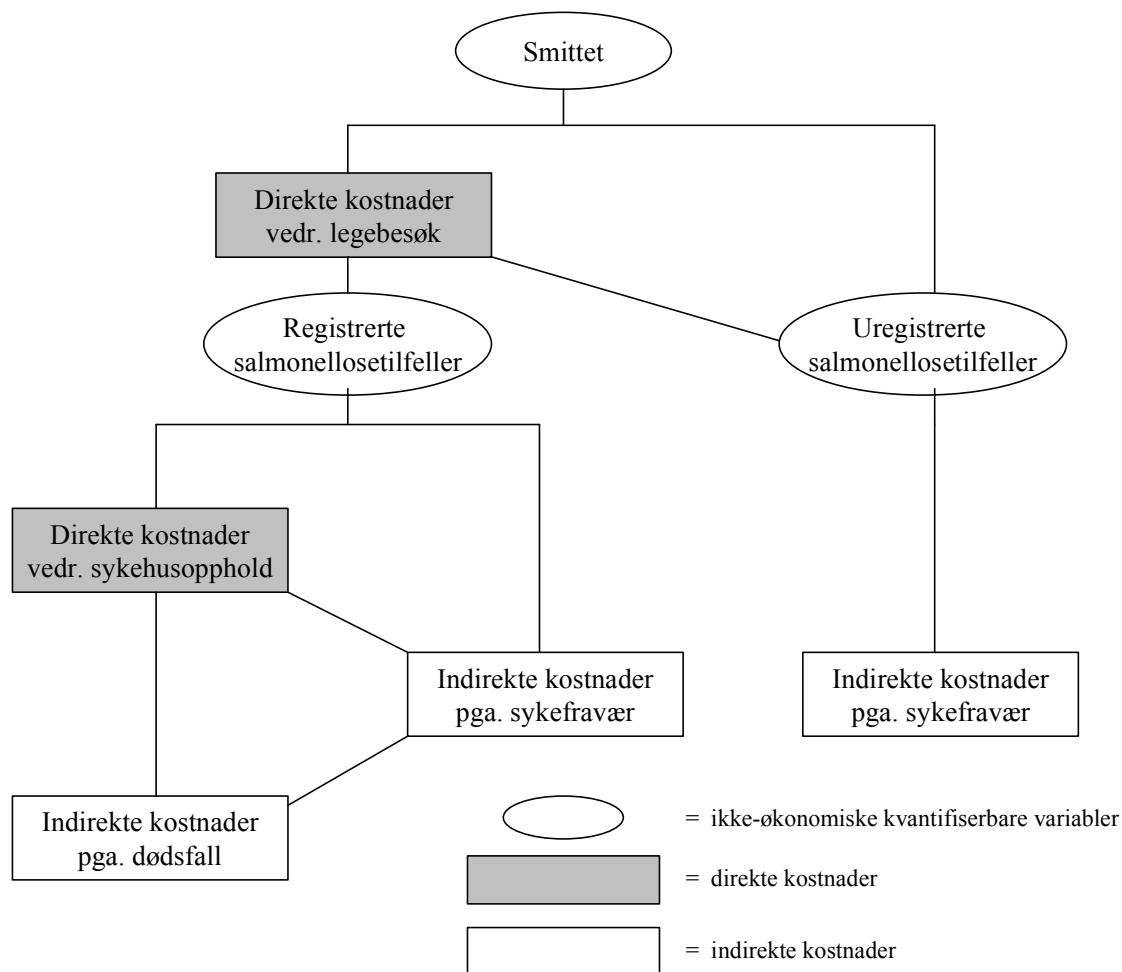 Smittet
Direkte kostnader
vedr. legebesøk
Registrerte
salmonellosetilfeller
Uregistrerte
salmonellosetilfeller
Direkte kostnader
vedr. sykehusopphold
Indirekte kostnader
pga. sykefravær
Indirekte kostnader
pga. sykefravær
Indirekte kostnader
pga. dødsfall
= ikke-økonomiske kvantifiserbare variabler
= direkte kostnader
= indirekte kostnader